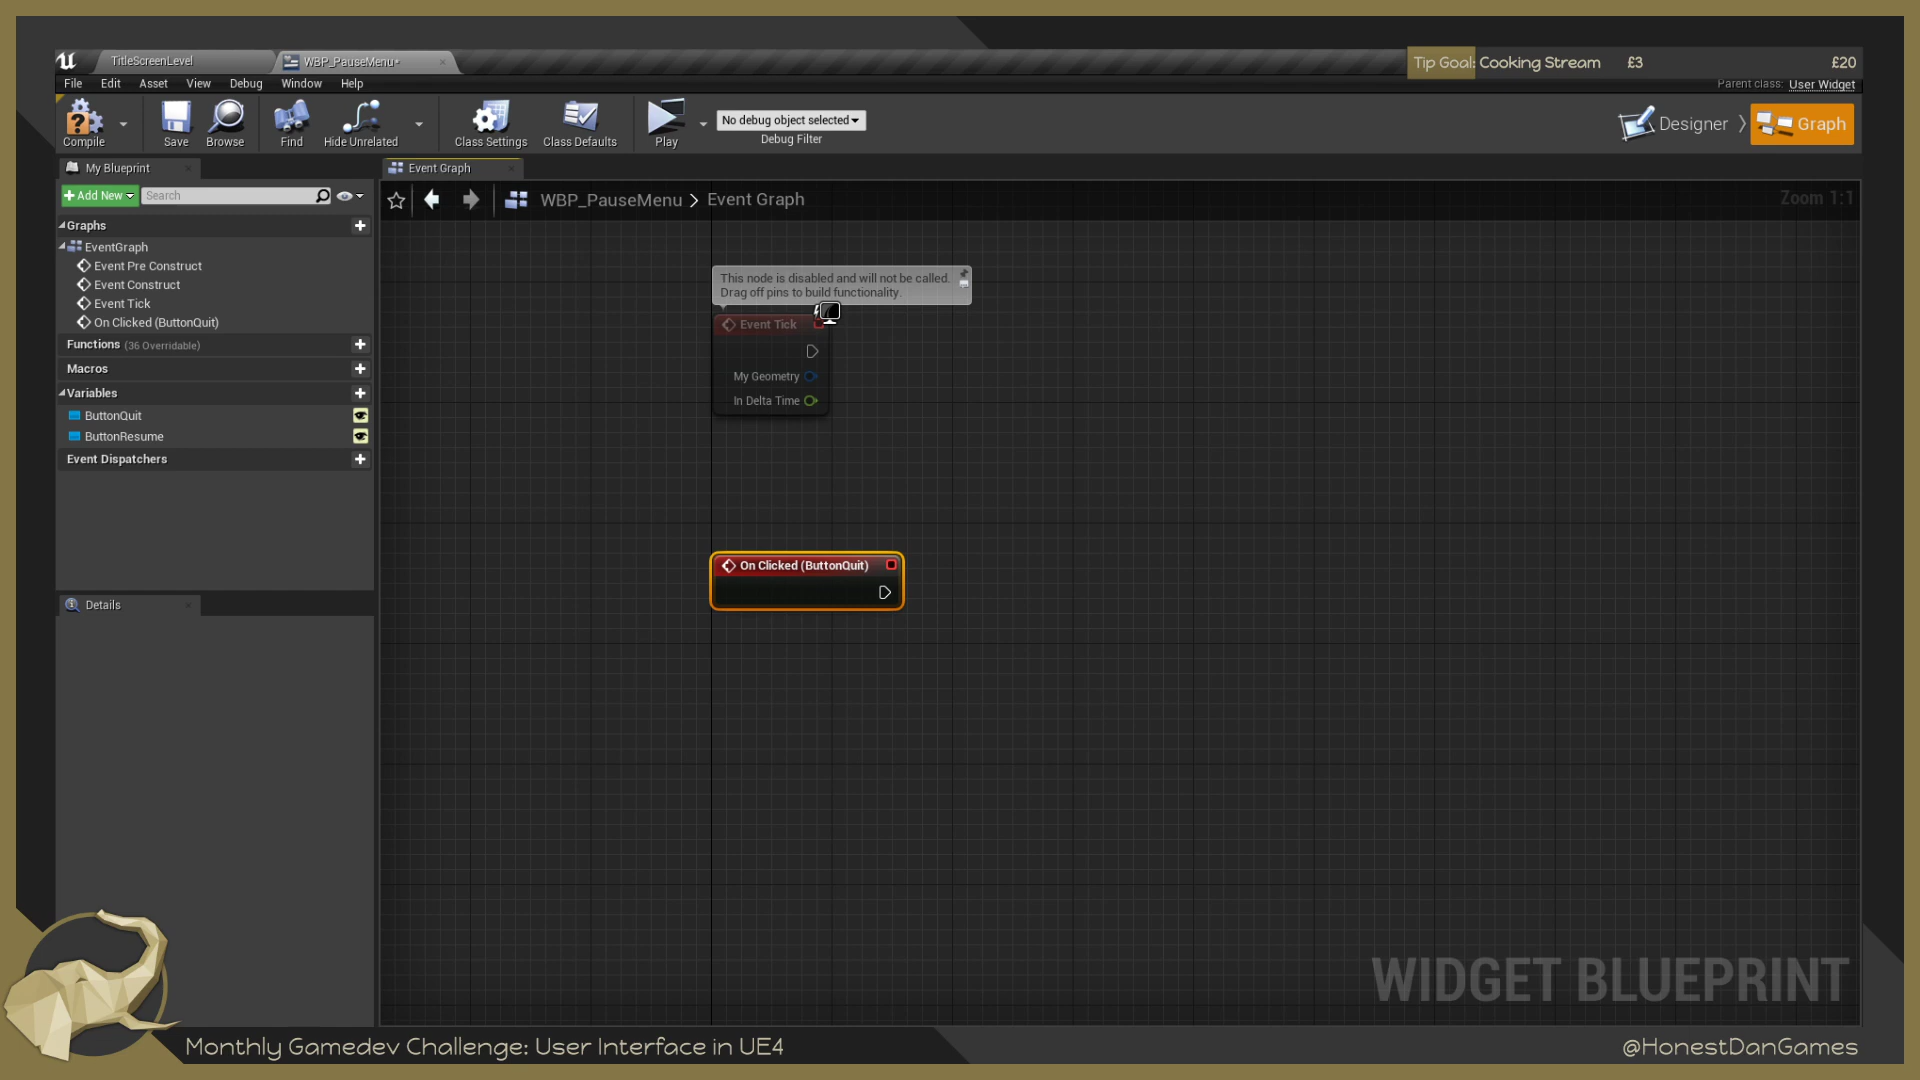 TitleScreenLevel
WBP_PauseMenu*
Tip Goal: Cooking Stream £3 £20
File Edit Asset View Debug Window Help
Parent class: User Widget
Compile
Save
Browse
Find
Hide Unrelated
Class Settings
Class Defaults
Play
No debug object selected
Debug Filter
Designer
Graph
My Blueprint
Event Graph
Add New
Search
WBP_PauseMenu > Event Graph
Zoom 1:1
Graphs
EventGraph
Event Pre Construct
Event Construct
Event Tick
On Clicked (ButtonQuit)
Functions (36 Overridable)
Macros
Variables
ButtonQuit
ButtonResume
Event Dispatchers
Details
This node is disabled and will not be called.
Drag off pins to build functionality.
Event Tick
My Geometry
In Delta Time
On Clicked (ButtonQuit)
WIDGET BLUEPRINT
Monthly Gamedev Challenge: User Interface in UE4
@HonestDanGames